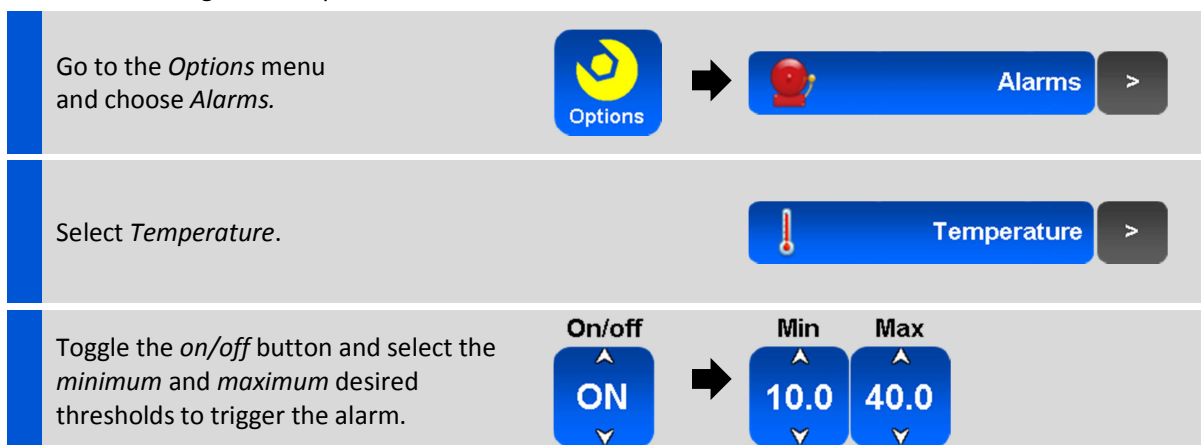 Go to the Options menu
and choose Alarms.
Options
Alarms
>
Select Temperature.
Temperature
>
Toggle the on/off button and select the
minimum and maximum desired
thresholds to trigger the alarm.
On/off
ON
Min
Max
10.0
40.0